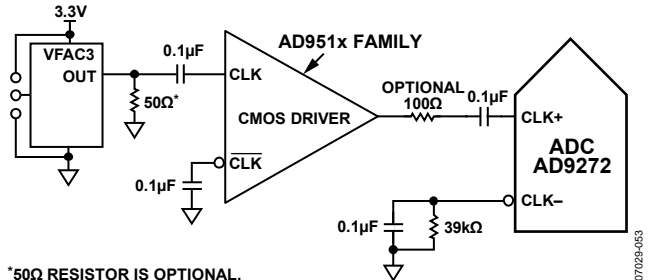 3.3V
VFAC3
OUT
50Ω*
0.1µF
AD951x FAMILY
CLK
CMOS DRIVER
CLK
0.1µF
OPTIONAL
100Ω
0.1µF
CLK+
ADC
AD9272
CLK–
0.1µF
39kΩ
*50Ω RESISTOR IS OPTIONAL.
07029-053